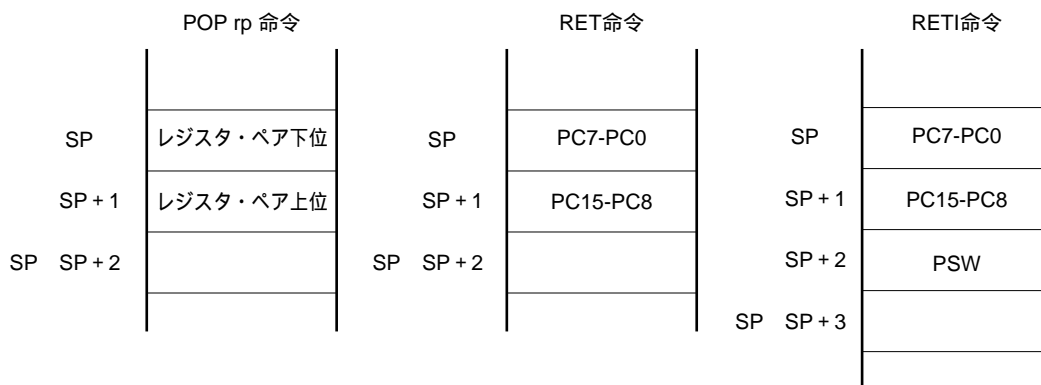 POP rp 命令
SP レジスタ・ペア下位
SP + 1 レジスタ・ペア上位
SP SP + 2
RET命令
SP PC7-PC0
SP + 1 PC15-PC8
SP SP + 2
RETI命令
SP PC7-PC0
SP + 1 PC15-PC8
SP + 2 PSW
SP SP + 3